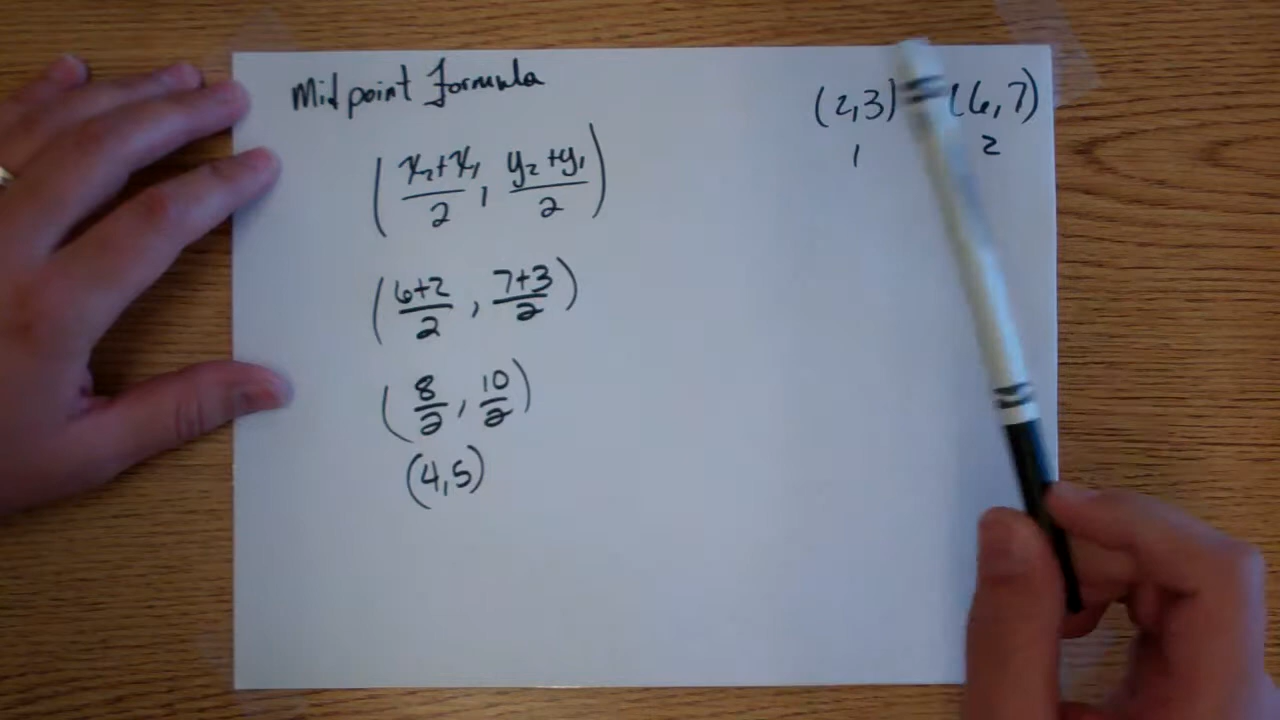 Midpoint formula
(2,3) (6,7)
1 2
( x₂+x₁/2 , y₂+y₁/2 )
( 6+2/2 , 7+3/2 )
( 8/2 , 10/2 )
(4,5)